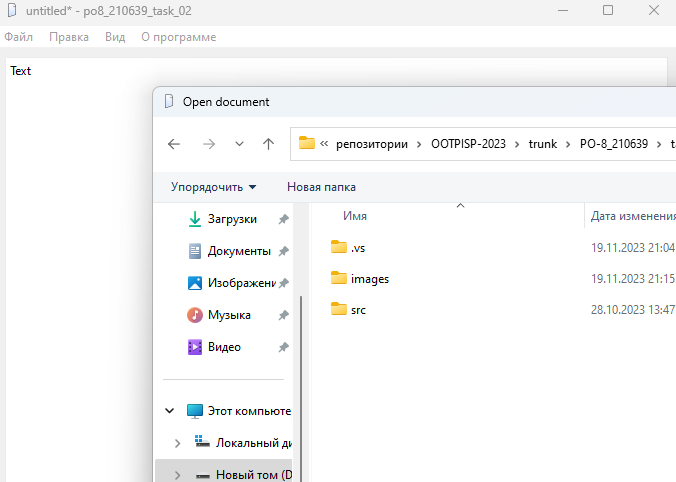 untitled* - po8_210639_task_02
Файл Правка Вид О программе
Text
Open document
« репозитории > OOTPISP-2023 > trunk > PO-8_210639 >
Упорядочить Новая папка
Имя Дата изменения
Загрузки
Документы
Изображени
Музыка
Видео
Этот компьюте
Локальный ди
Новый том (D
.vs 19.11.2023 21:04
images 19.11.2023 21:15
src 28.10.2023 13:47